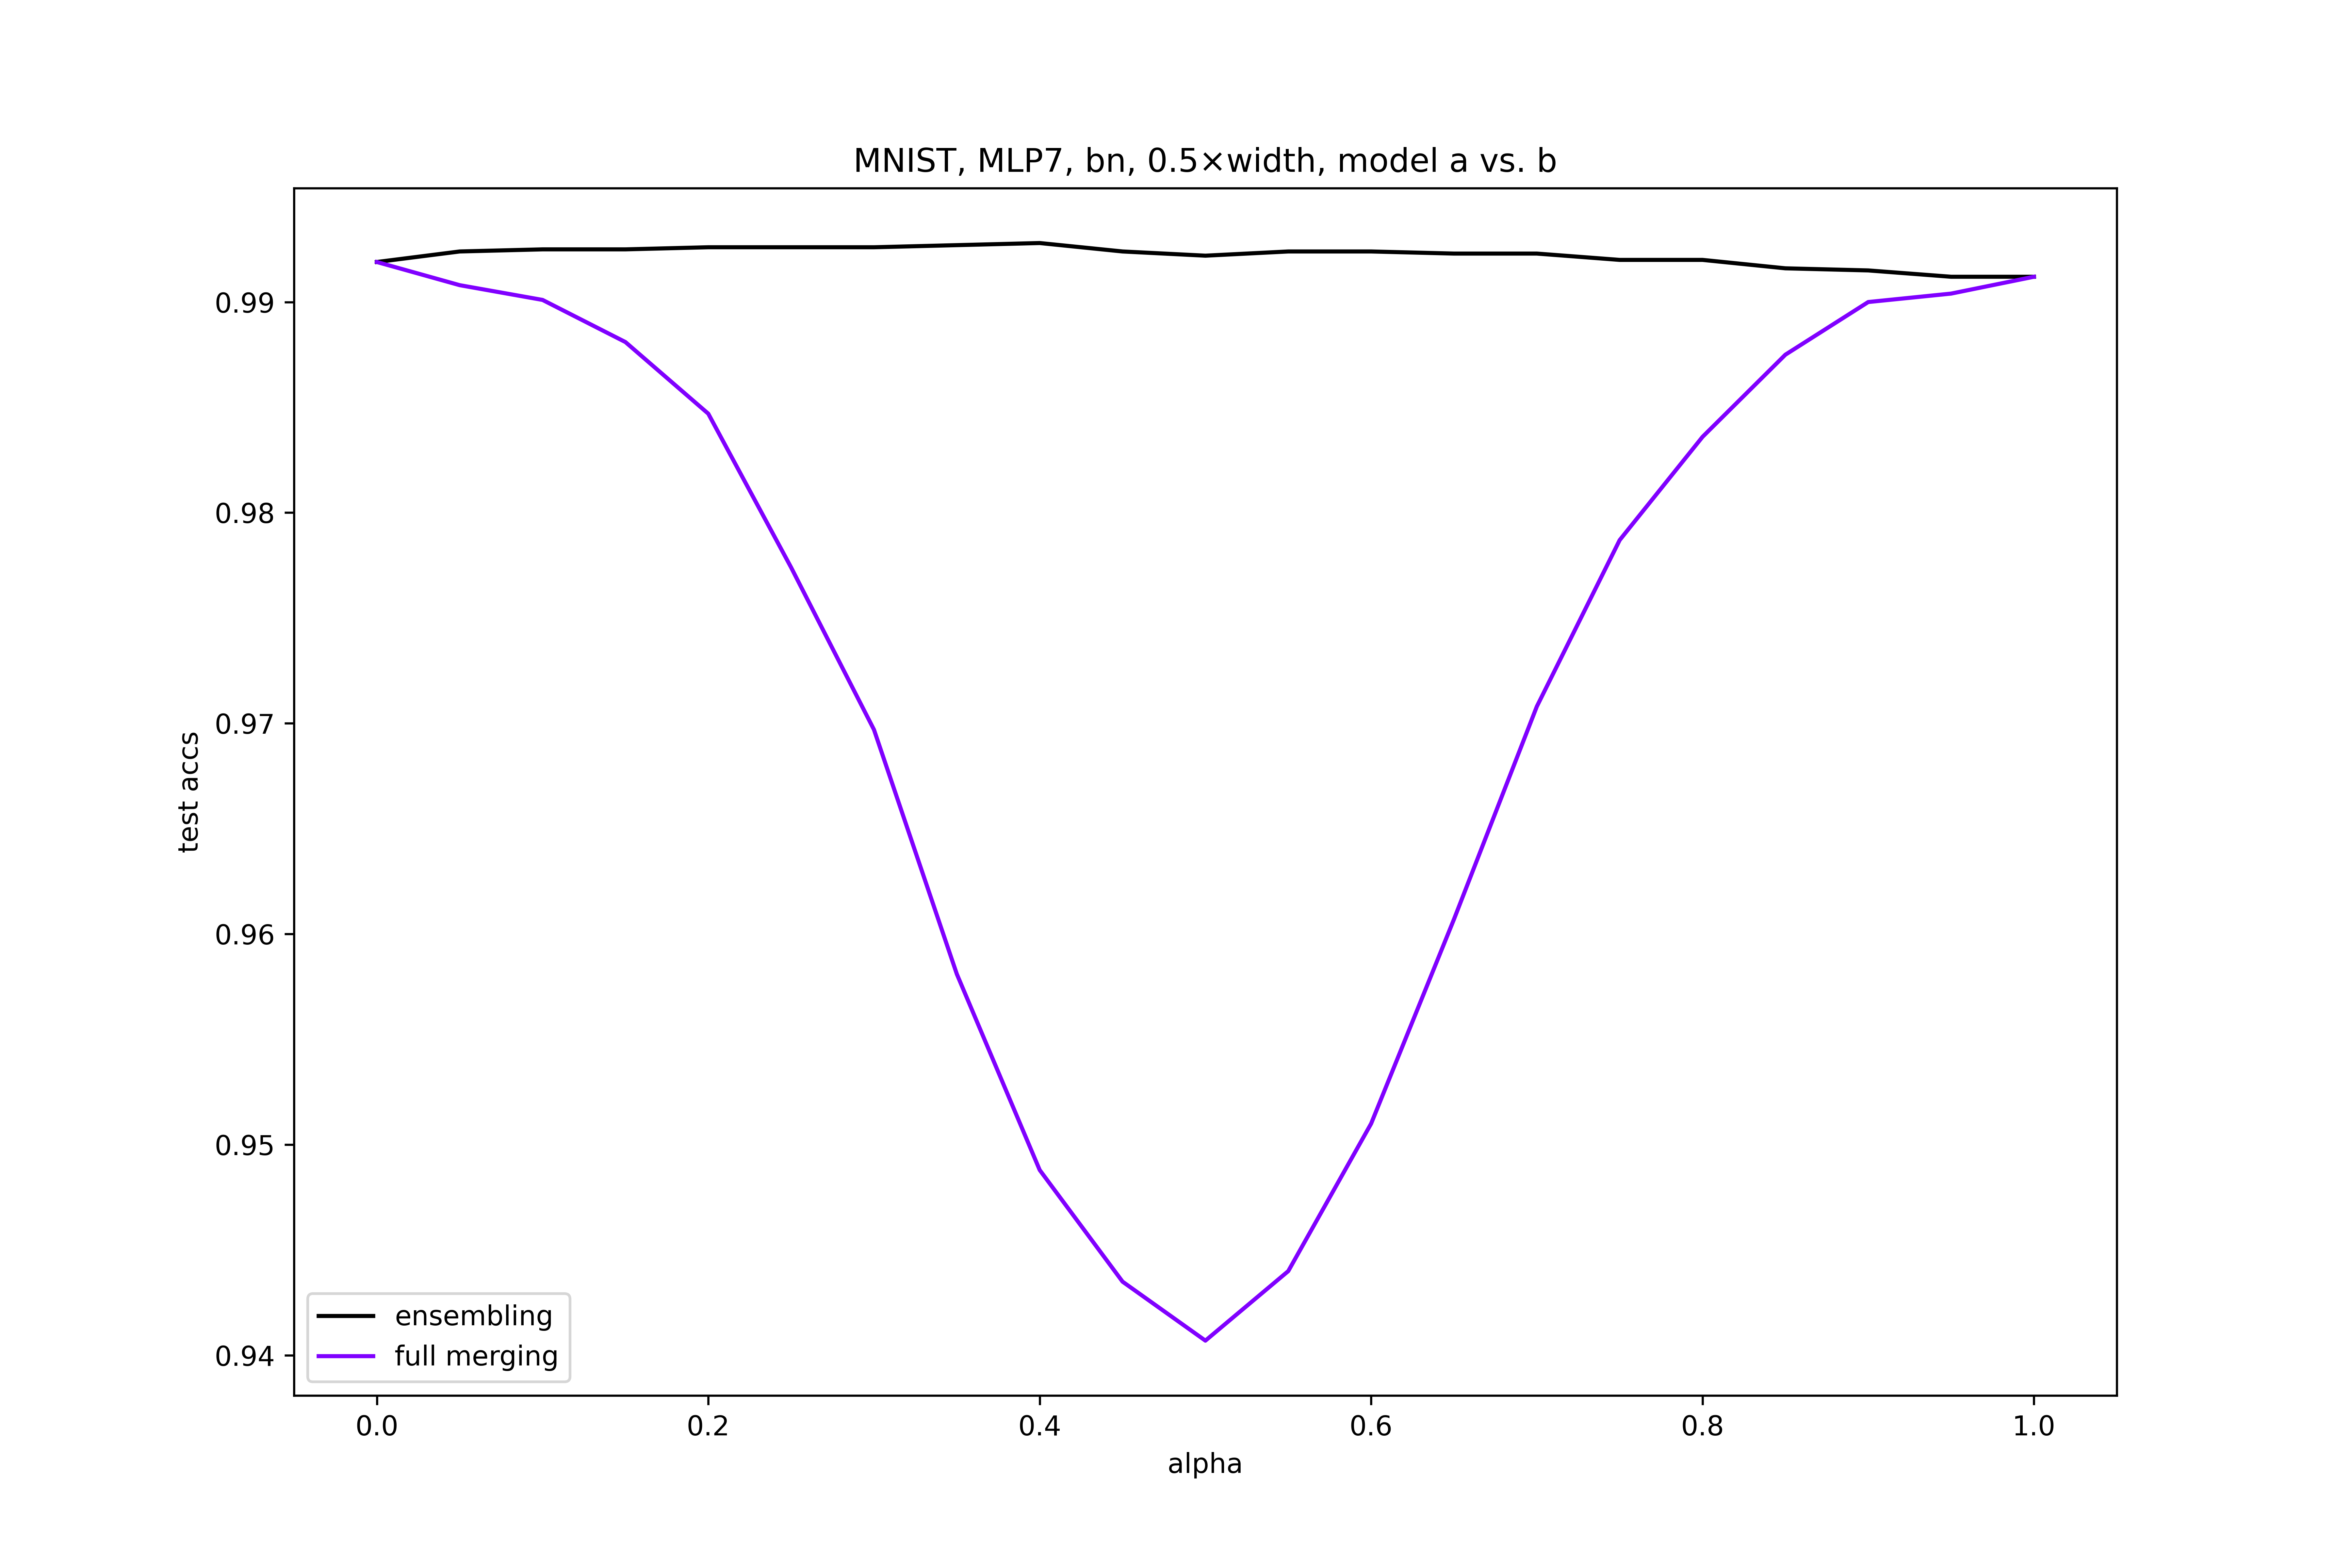 MNIST, MLP7, bn, 0.5×width, model a vs. b
test accs
0.99
0.98
0.97
0.96
0.95
0.94
ensembling
full merging
0.0 0.2 0.4 0.6 0.8 1.0
alpha